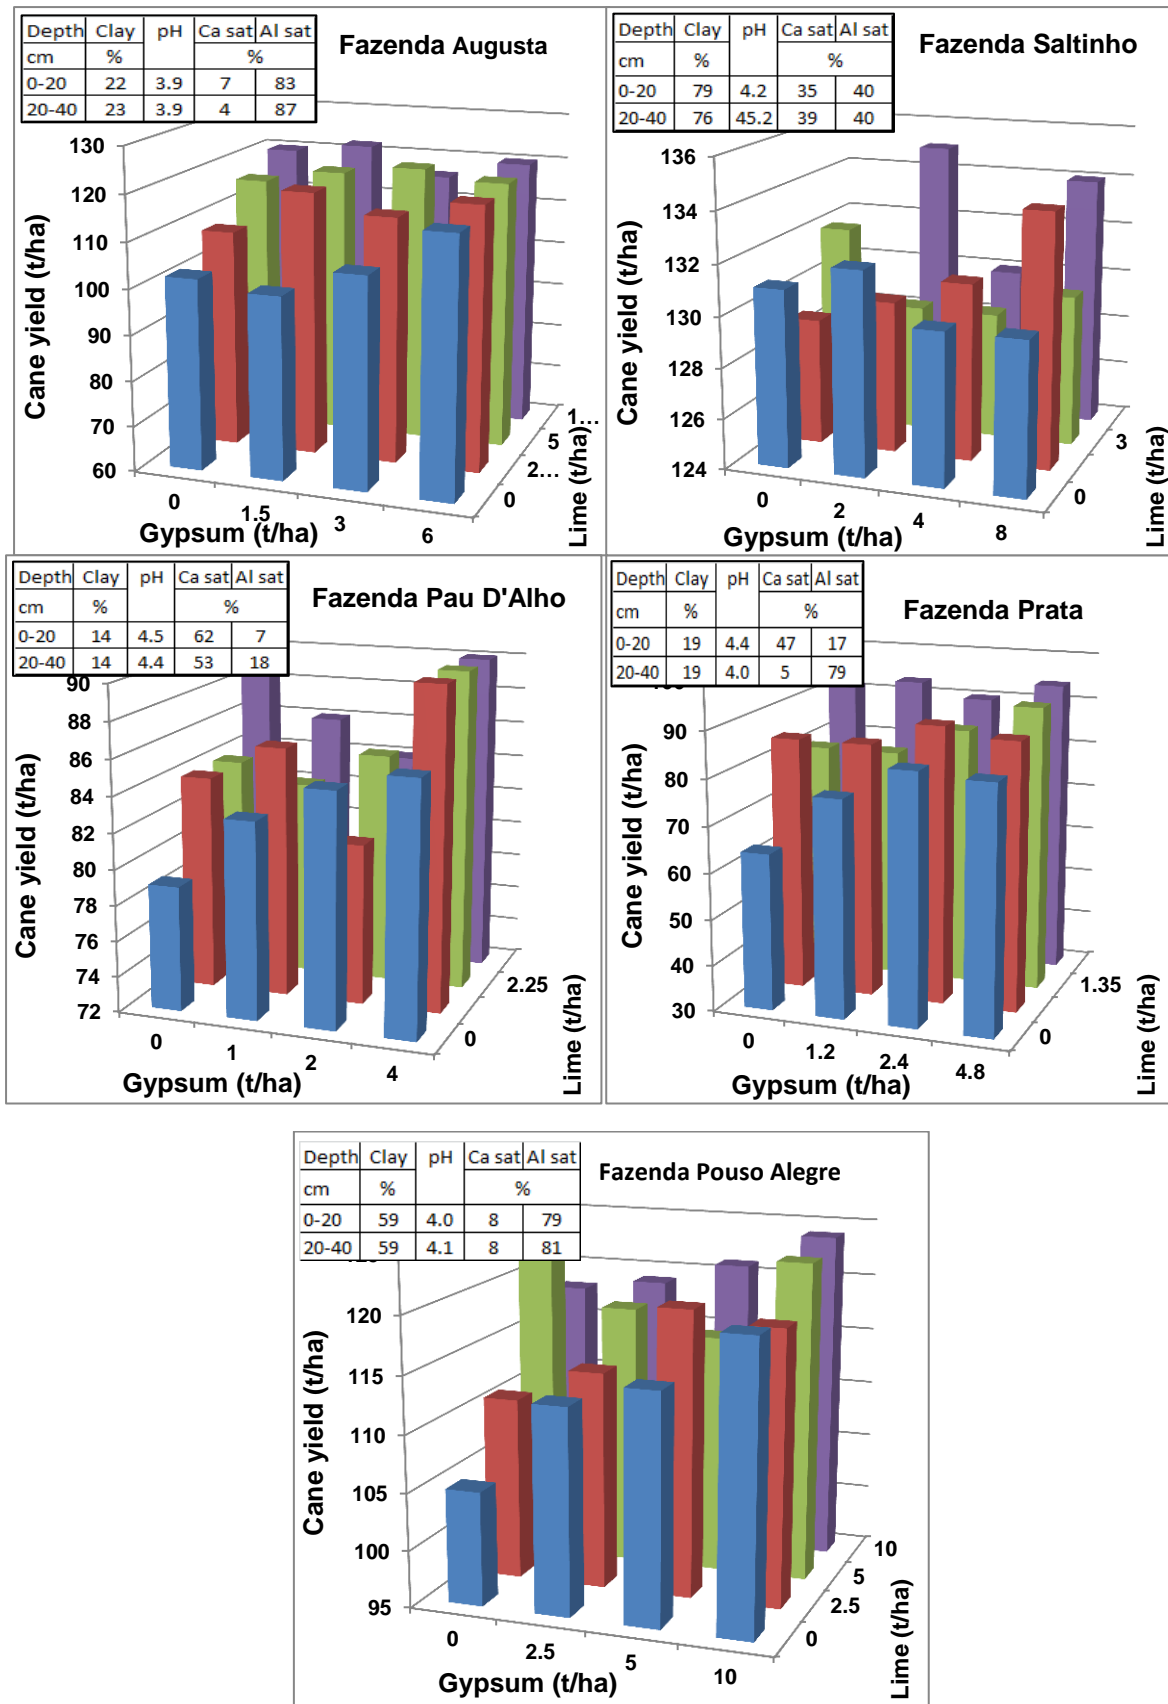 Depth Clay pH Ca sat Al sat
cm % %
0-20 22 3.9 7 83
20-40 23 3.9 4 87
Fazenda Augusta
130
120
110
100
90
80
70
60
Cane yield (t/ha)
0
1.5
3
6
Gypsum (t/ha)
0
2...
5
1...
Lime (t/ha)
Depth Clay pH Ca sat Al sat
cm % %
0-20 79 4.2 35 40
20-40 76 45.2 39 40
Fazenda Saltinho
136
134
132
130
128
126
124
Cane yield (t/ha)
0
2
4
8
Gypsum (t/ha)
0
3
Lime (t/ha)
Depth Clay pH Ca sat Al sat
cm % %
0-20 14 4.5 62 7
20-40 14 4.4 53 18
Fazenda Pau D'Alho
90
88
86
84
82
80
78
76
74
72
Cane yield (t/ha)
0
1
2
4
Gypsum (t/ha)
0
2.25
Lime (t/ha)
Depth Clay pH Ca sat Al sat
cm % %
0-20 19 4.4 47 17
20-40 19 4.0 5 79
Fazenda Prata
90
80
70
60
50
40
30
Cane yield (t/ha)
0
1.2
2.4
4.8
Gypsum (t/ha)
0
1.35
Lime (t/ha)
Depth Clay pH Ca sat Al sat
cm % %
0-20 59 4.0 8 79
20-40 59 4.1 8 81
Fazenda Pouso Alegre
120
115
110
105
100
95
Cane yield (t/ha)
0
2.5
5
10
Gypsum (t/ha)
0
2.5
5
10
Lime (t/ha)